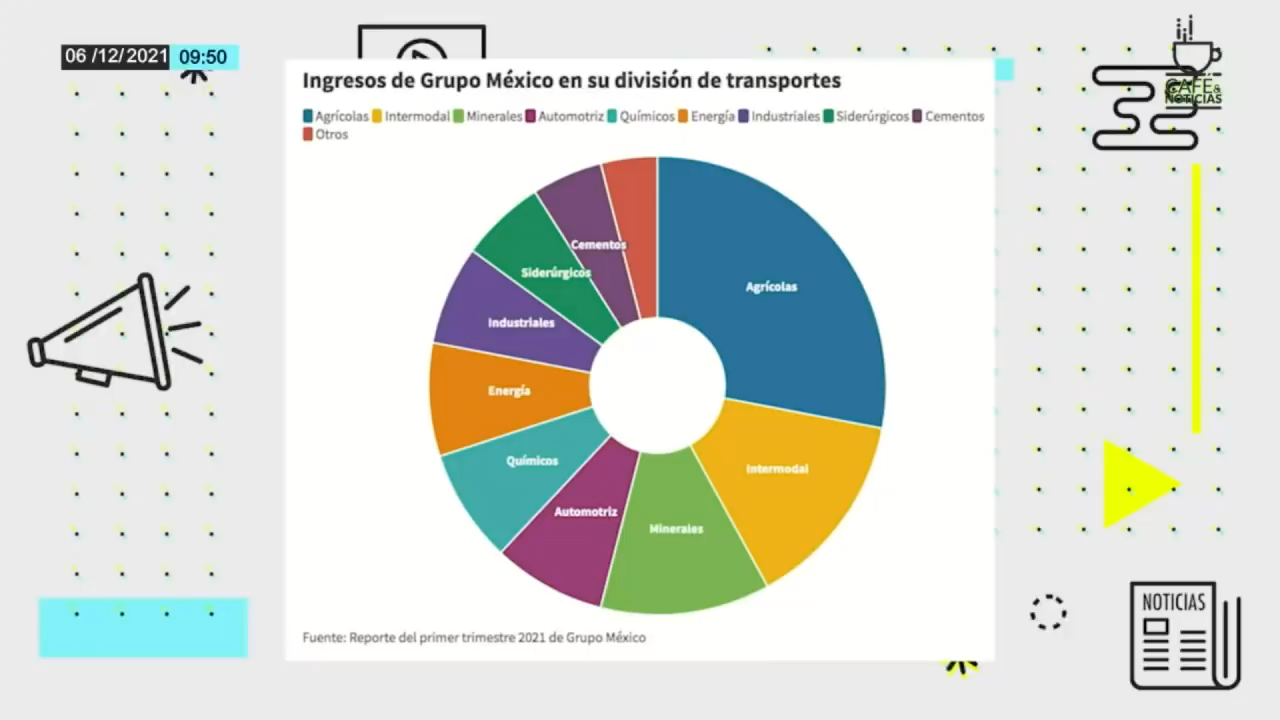 06 /12/2021 09:50
CAFE&
NOTICIAS
Ingresos de Grupo México en su división de transportes
Agrícolas Intermodal Minerales Automotriz Químicos Energía Industriales Siderúrgicos Cementos
Otros
Cementos
Siderúrgicos
Agrícolas
Industriales
Energía
Químicos
Intermodal
Automotriz
Minerales
NOTICIAS
Fuente: Reporte del primer trimestre 2021 de Grupo México